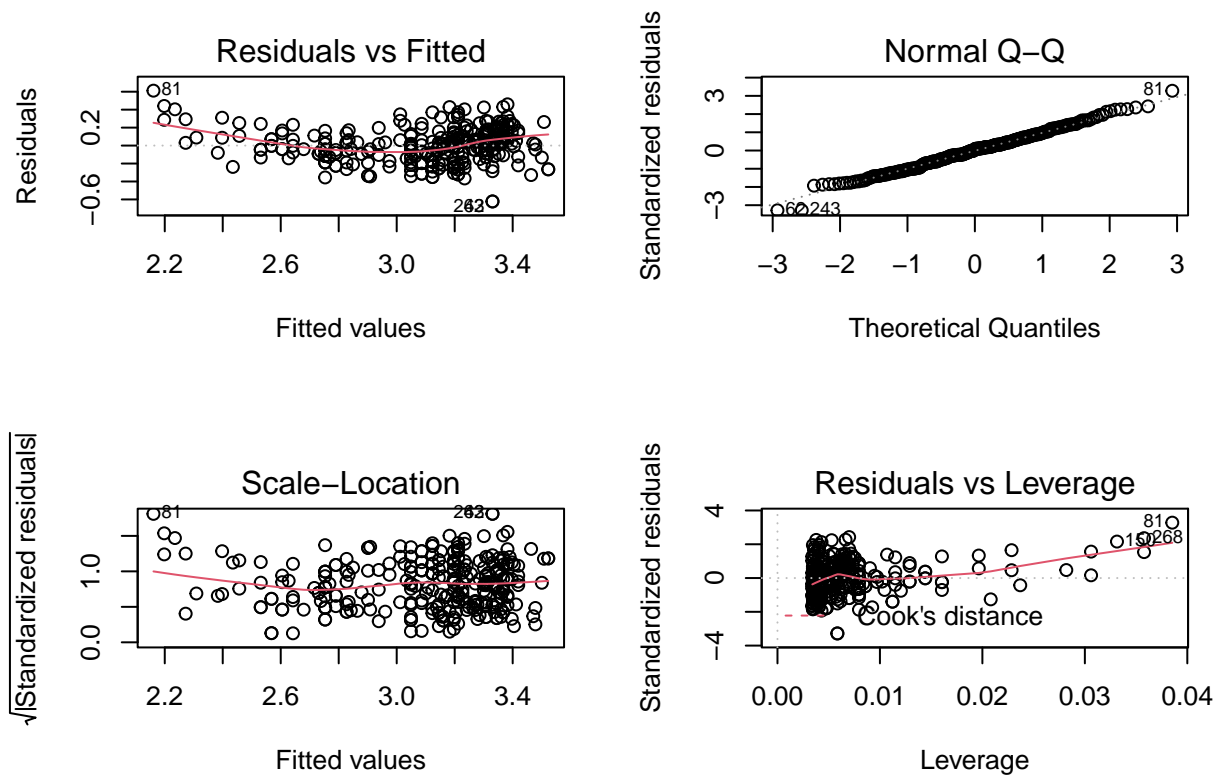 Residuals vs Fitted
Residuals
0.2
−0.6
81
243
2.2 2.6 3.0 3.4
Fitted values
Normal Q−Q
Standardized residuals
3
0
−3
81
243
−3 −2 −1 0 1 2 3
Theoretical Quantiles
Scale−Location
√|Standardized residuals|
1.0
0.0
81
2.2 2.6 3.0 3.4
Fitted values
Residuals vs Leverage
Standardized residuals
4
0
−4
81
268
Cook's distance
0.00 0.01 0.02 0.03 0.04
Leverage